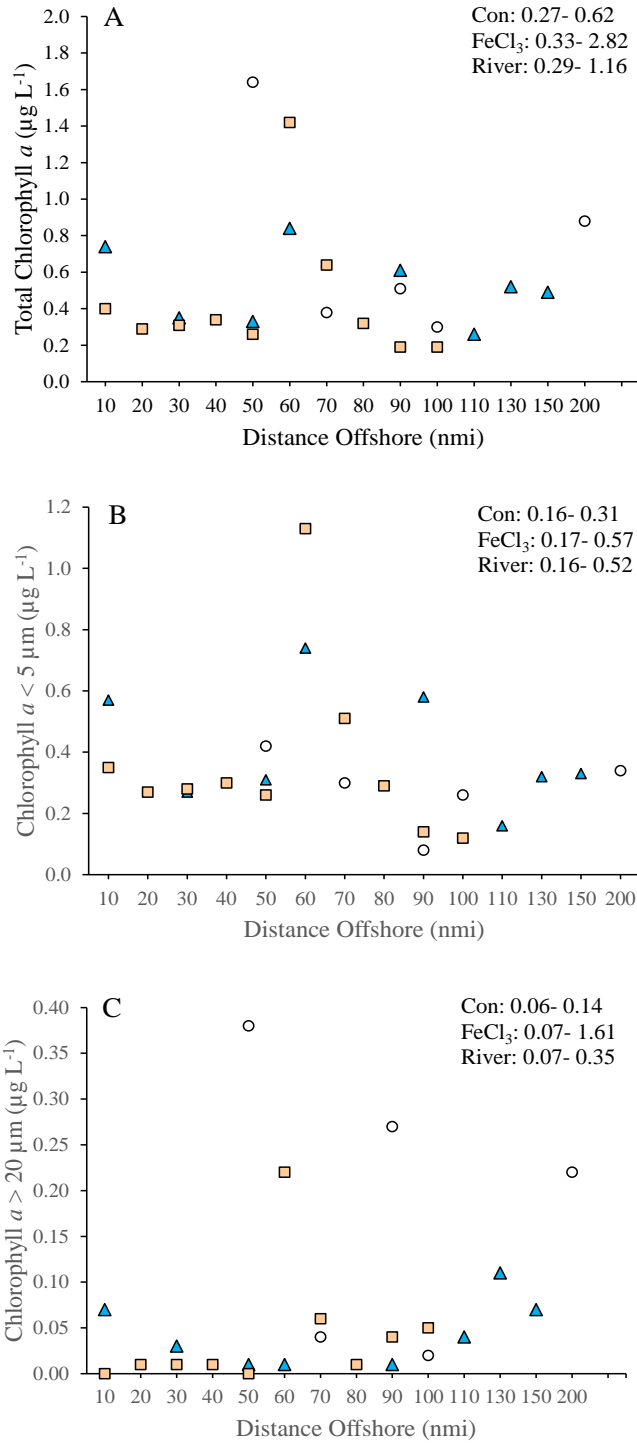 A
Con: 0.27- 0.62
FeCl₃: 0.33- 2.82
River: 0.29- 1.16
Total Chlorophyll a (µg L⁻¹)
2.0
1.8
1.6
1.4
1.2
1.0
0.8
0.6
0.4
0.2
0.0
10 20 30 40 50 60 70 80 90 100 110 130 150 200
Distance Offshore (nmi)
B
Con: 0.16- 0.31
FeCl₃: 0.17- 0.57
River: 0.16- 0.52
Chlorophyll a < 5 µm (µg L⁻¹)
1.2
1.0
0.8
0.6
0.4
0.2
0.0
10 20 30 40 50 60 70 80 90 100 110 130 150 200
Distance Offshore (nmi)
C
Con: 0.06- 0.14
FeCl₃: 0.07- 1.61
River: 0.07- 0.35
Chlorophyll a > 20 µm (µg L⁻¹)
0.40
0.35
0.30
0.25
0.20
0.15
0.10
0.05
0.00
10 20 30 40 50 60 70 80 90 100 110 130 150 200
Distance Offshore (nmi)